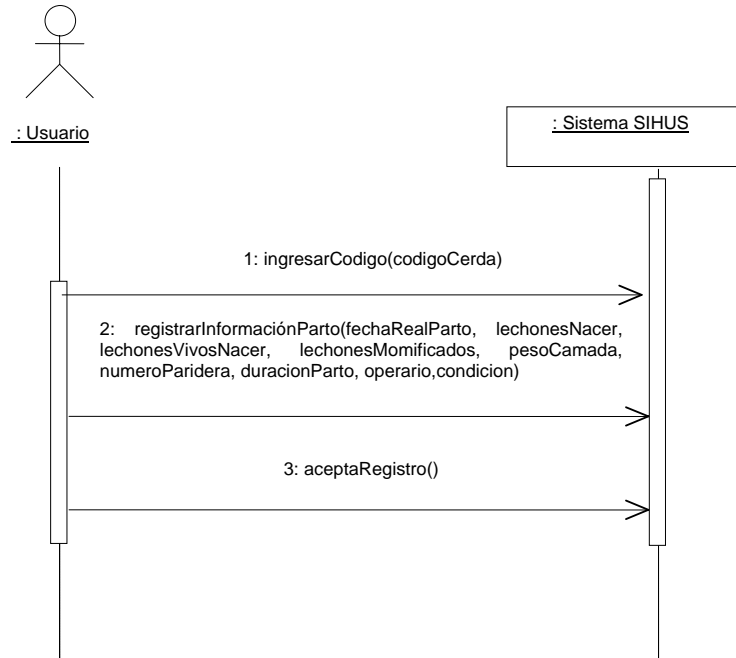 : Usuario
: Sistema SIHUS
1: ingresarCodigo(codigoCerda)
2: registrarInformaciónParto(fechaRealParto, lechonesNacer,
lechonesVivosNacer, lechonesMomificados, pesoCamada,
numeroParidera, duracionParto, operario,condicion)
3: aceptaRegistro()